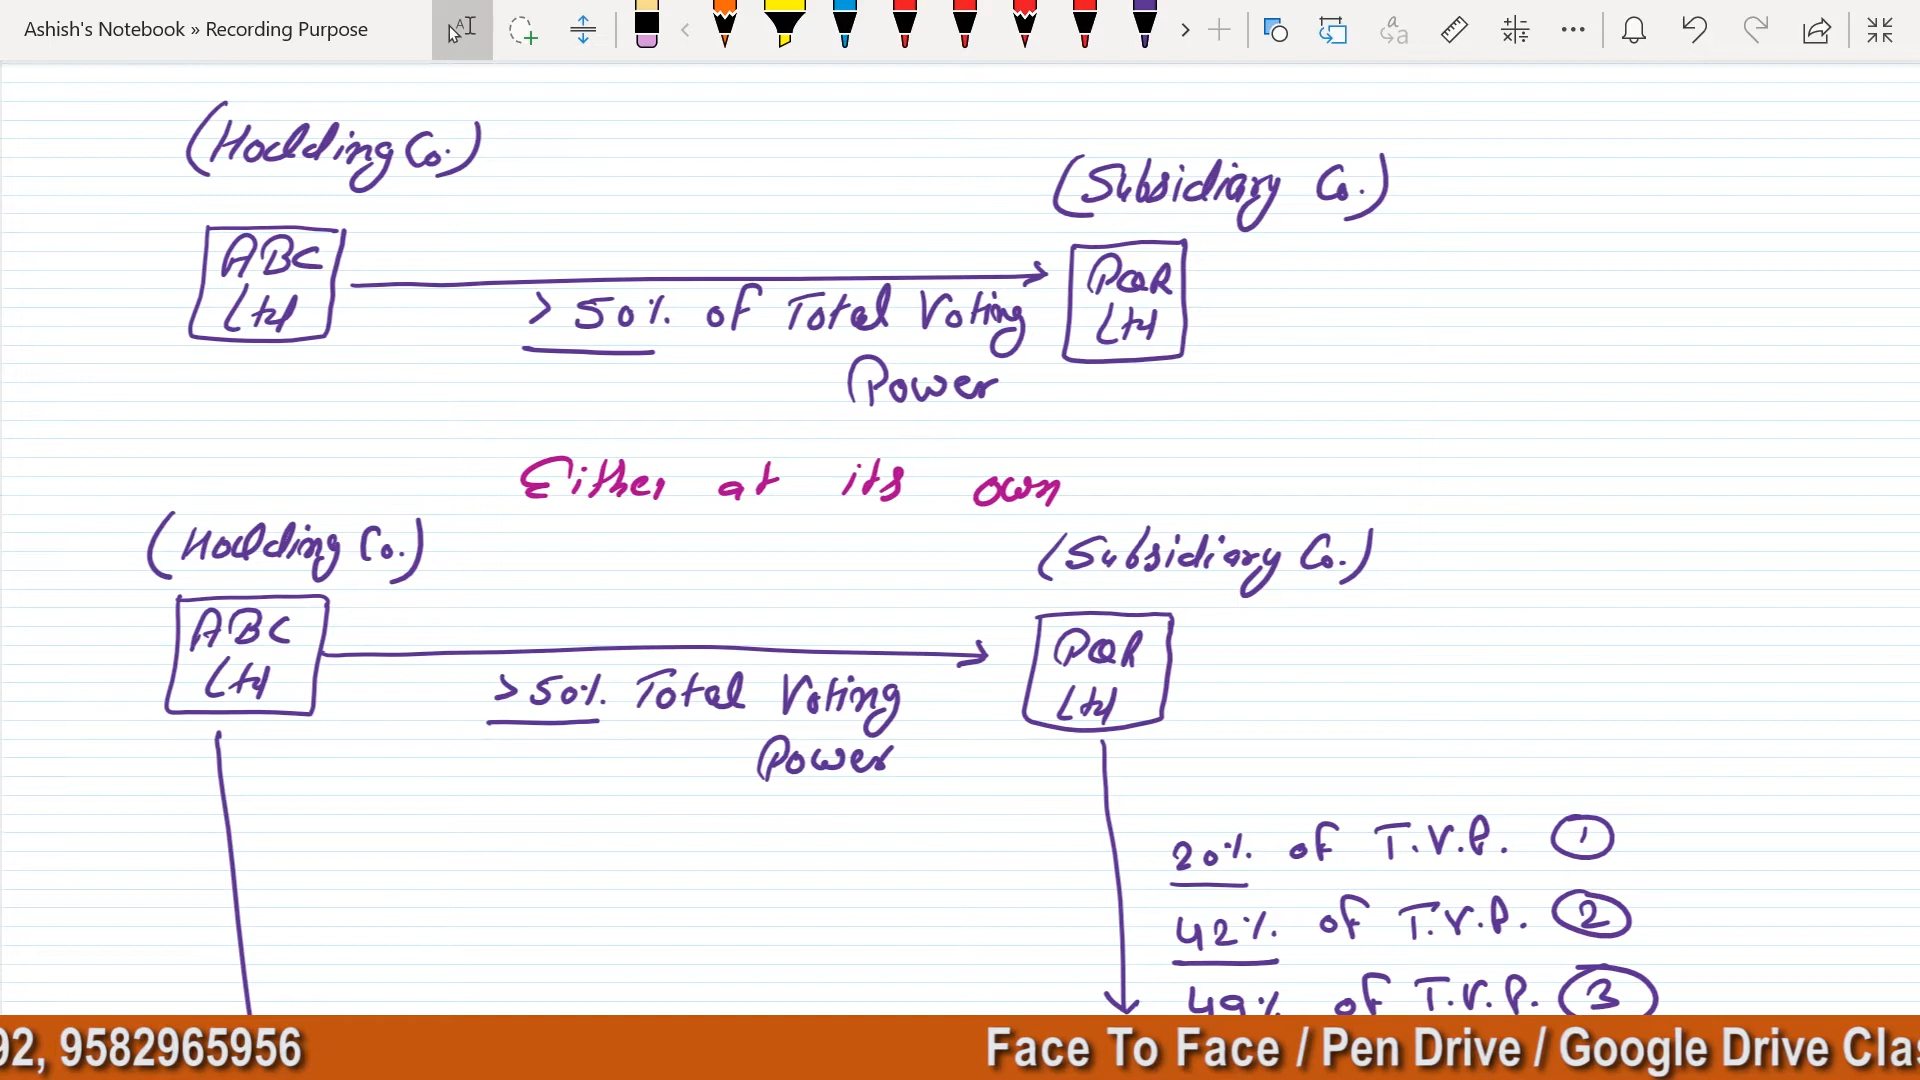 Ashish's Notebook » Recording Purpose
(Holding Co.)
(Subsidiary Co.)
ABC
Ltd
PQR
Ltd
> 50% of Total Voting
Power
Either at its own
(Holding Co.)
(Subsidiary Co.)
ABC
Ltd
PQR
Ltd
>50% Total Voting
Power
20% of T.V.P. 1
42% of T.V.P. 2
49% of T.V.P. 3
92, 9582965956
Face To Face / Pen Drive / Google Drive Clas